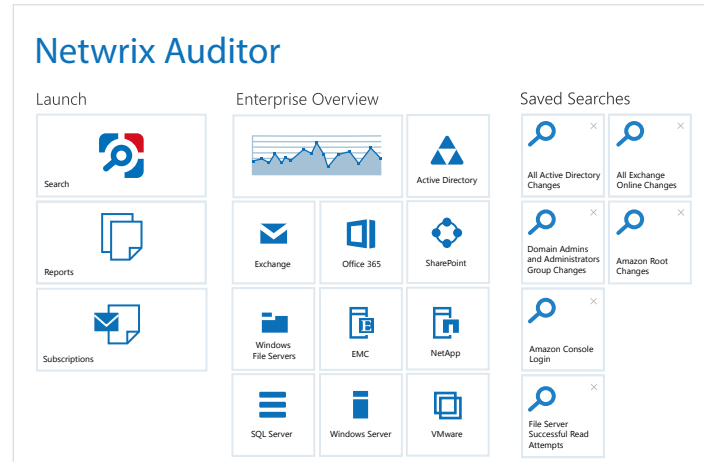 Netwrix Auditor
Launch
Search
Reports
Subscriptions
Enterprise Overview
Active Directory
Exchange
Office 365
SharePoint
Windows
File Servers
EMC
NetApp
SQL Server
Windows Server
VMware
Saved Searches
All Active Directory
Changes
All Exchange
Online Changes
Domain Admins
and Administrators
Group Changes
Amazon Root
Changes
Amazon Console
Login
File Server
Successful Read
Attempts